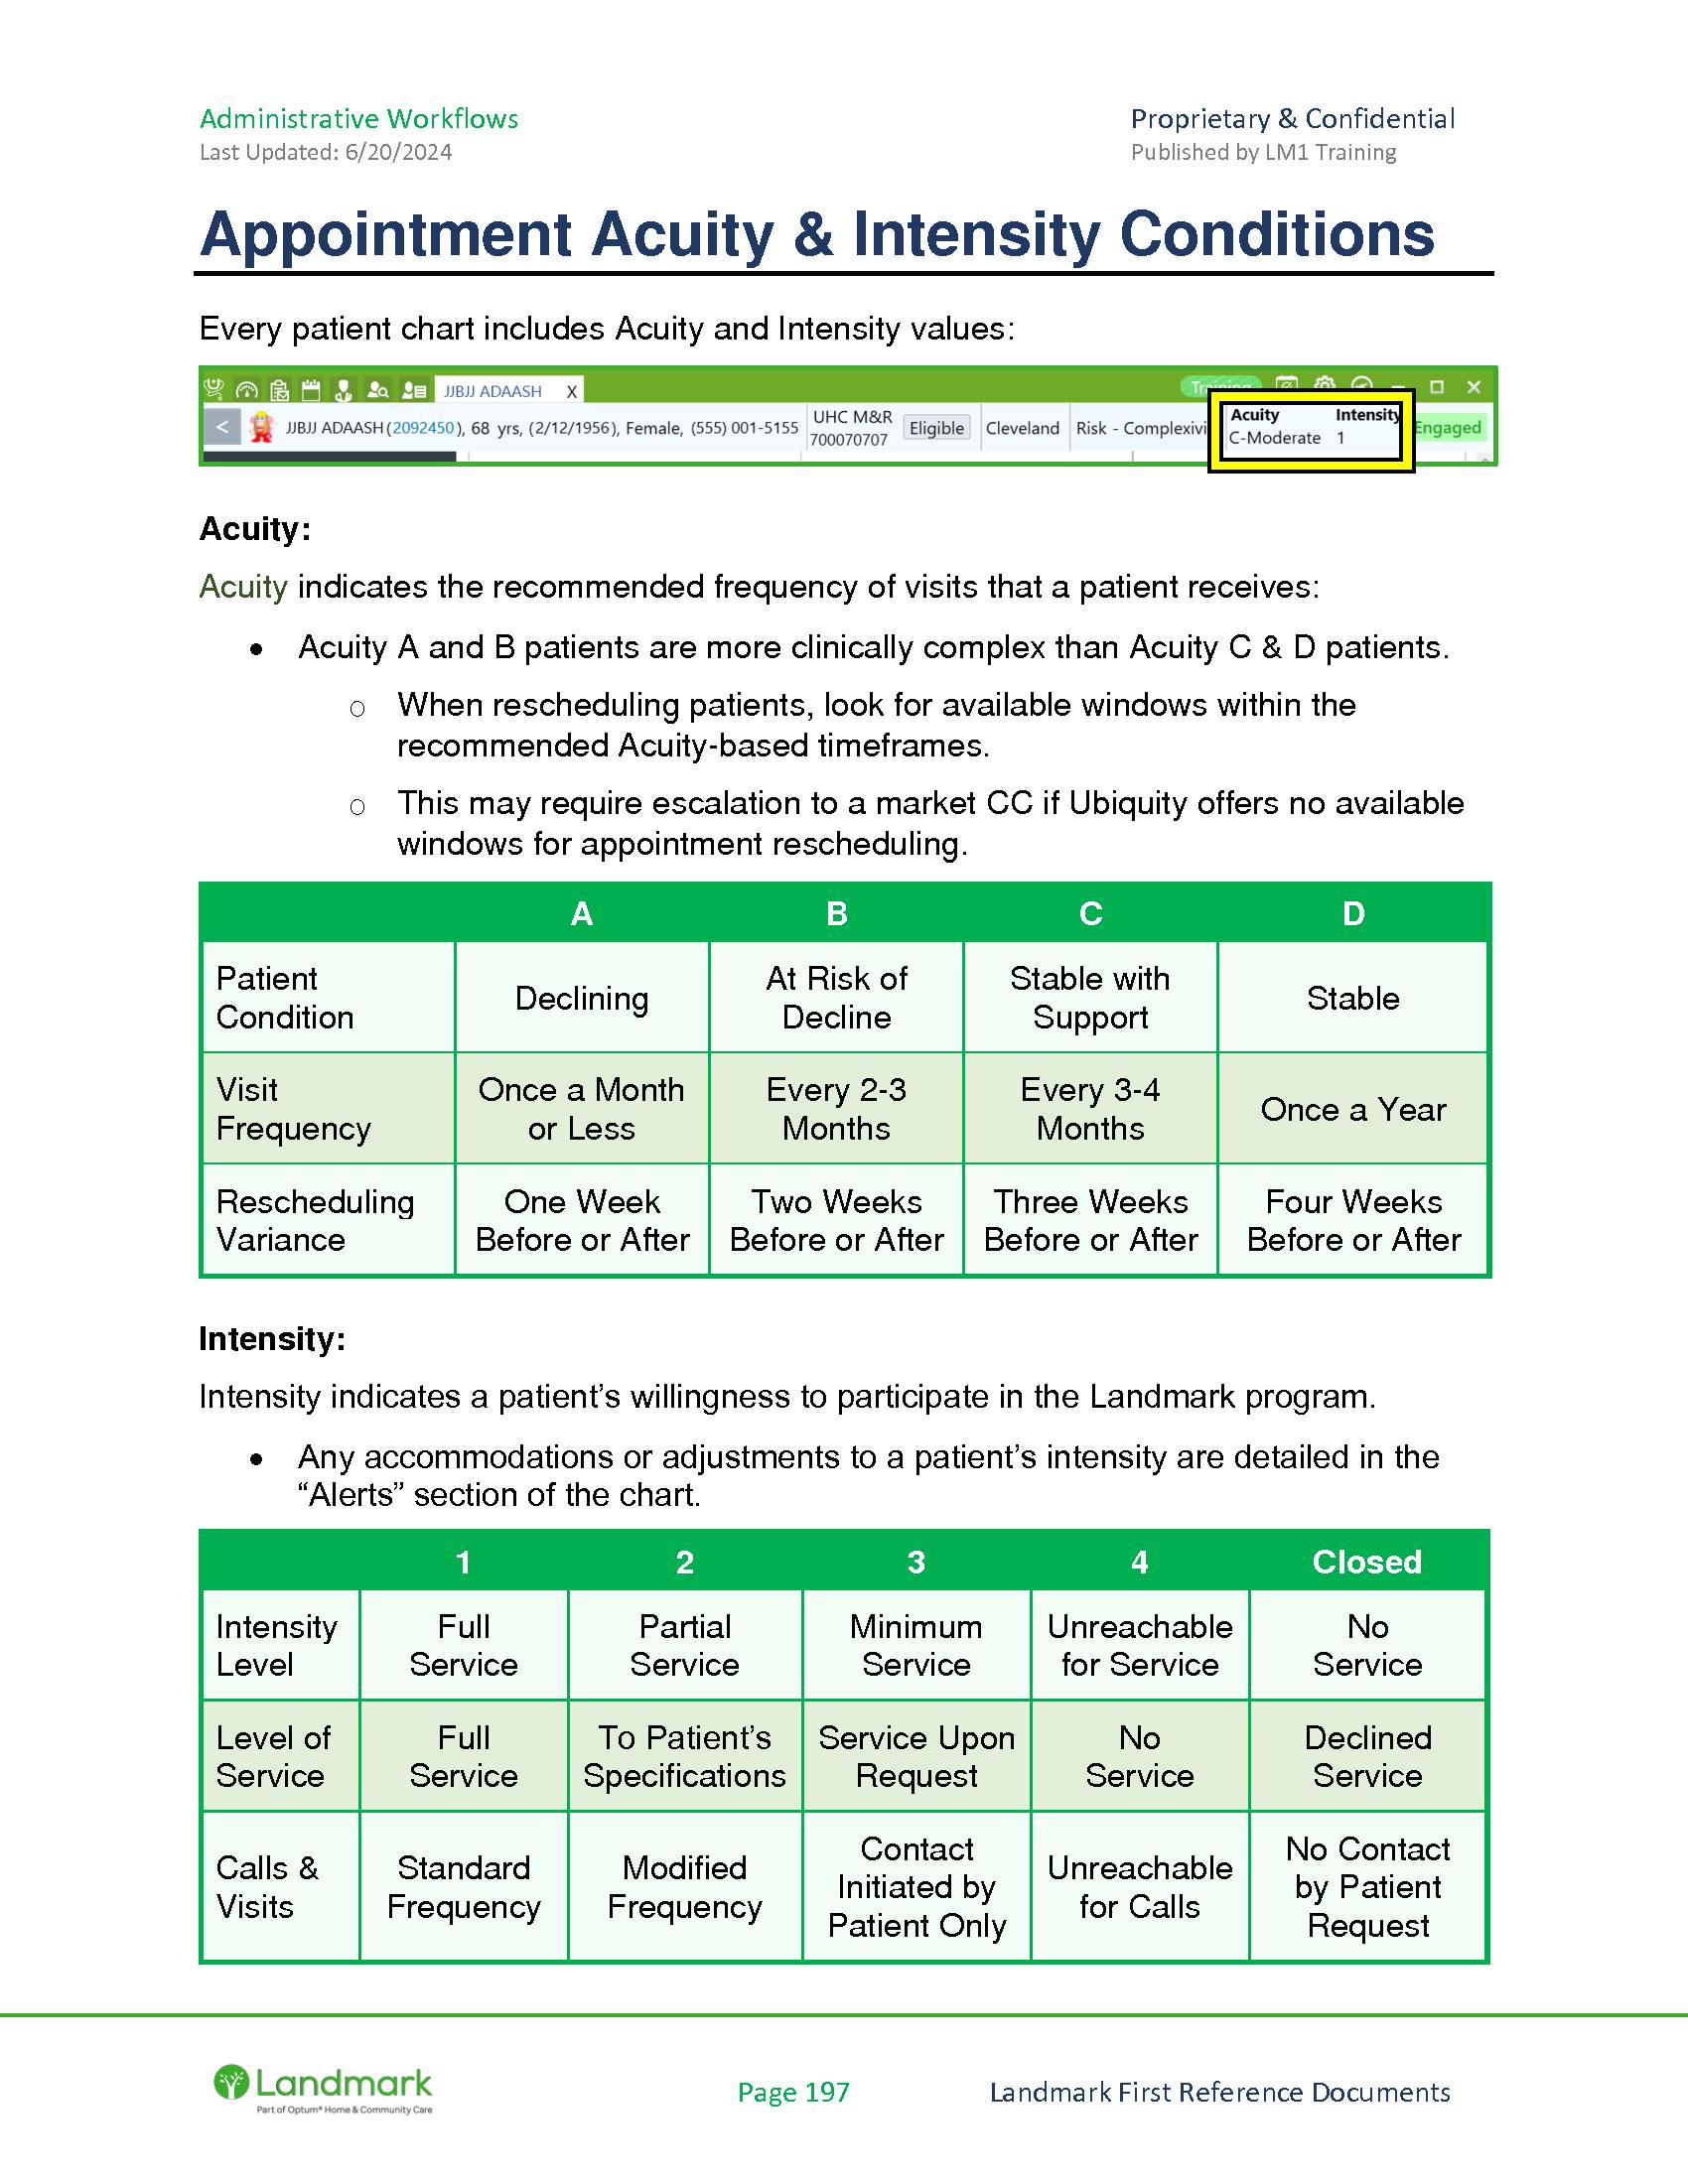 Administrative Workflows
Proprietary & Confidential
Last Updated: 6/20/2024
Published by LM1 Training
Appointment Acuity & Intensity Conditions
Every patient chart includes Acuity and Intensity values:
JJBJJ ADAASH X
JJBJJ ADAASH (2092450), 68 yrs, (2/12/1956), Female, (555) 001-5155
UHC M&R
700070707
Eligible
Cleveland
Risk - Complexivi
Acuity Intensity
C-Moderate 1
Engaged
Acuity:
Acuity indicates the recommended frequency of visits that a patient receives:
• Acuity A and B patients are more clinically complex than Acuity C & D patients.
o When rescheduling patients, look for available windows within the
recommended Acuity-based timeframes.
o This may require escalation to a market CC if Ubiquity offers no available
windows for appointment rescheduling.
A B C D
Patient
Condition
Declining
At Risk of
Decline
Stable with
Support
Stable
Visit
Frequency
Once a Month
or Less
Every 2-3
Months
Every 3-4
Months
Once a Year
Rescheduling
Variance
One Week
Before or After
Two Weeks
Before or After
Three Weeks
Before or After
Four Weeks
Before or After
Intensity:
Intensity indicates a patient’s willingness to participate in the Landmark program.
• Any accommodations or adjustments to a patient’s intensity are detailed in the
“Alerts” section of the chart.
1 2 3 4 Closed
Intensity
Level
Full
Service
Partial
Service
Minimum
Service
Unreachable
for Service
No
Service
Level of
Service
Full
Service
To Patient’s
Specifications
Service Upon
Request
No
Service
Declined
Service
Calls &
Visits
Standard
Frequency
Modified
Frequency
Contact
Initiated by
Patient Only
Unreachable
for Calls
No Contact
by Patient
Request
Landmark
Part of Optum® Home & Community Care
Page 197
Landmark First Reference Documents